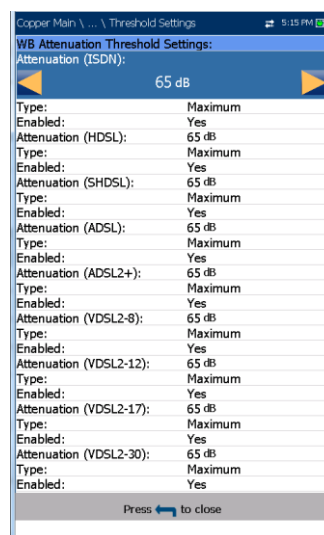 Copper Main \ ... \ Threshold Settings 5:15 PM
WB Attenuation Threshold Settings:
Attenuation (ISDN):
65 dB
Type: Maximum
Enabled: Yes
Attenuation (HDSL): 65 dB
Type: Maximum
Enabled: Yes
Attenuation (SHDSL): 65 dB
Type: Maximum
Enabled: Yes
Attenuation (ADSL): 65 dB
Type: Maximum
Enabled: Yes
Attenuation (ADSL2+): 65 dB
Type: Maximum
Enabled: Yes
Attenuation (VDSL2-8): 65 dB
Type: Maximum
Enabled: Yes
Attenuation (VDSL2-12): 65 dB
Type: Maximum
Enabled: Yes
Attenuation (VDSL2-17): 65 dB
Type: Maximum
Enabled: Yes
Attenuation (VDSL2-30): 65 dB
Type: Maximum
Enabled: Yes
Press to close